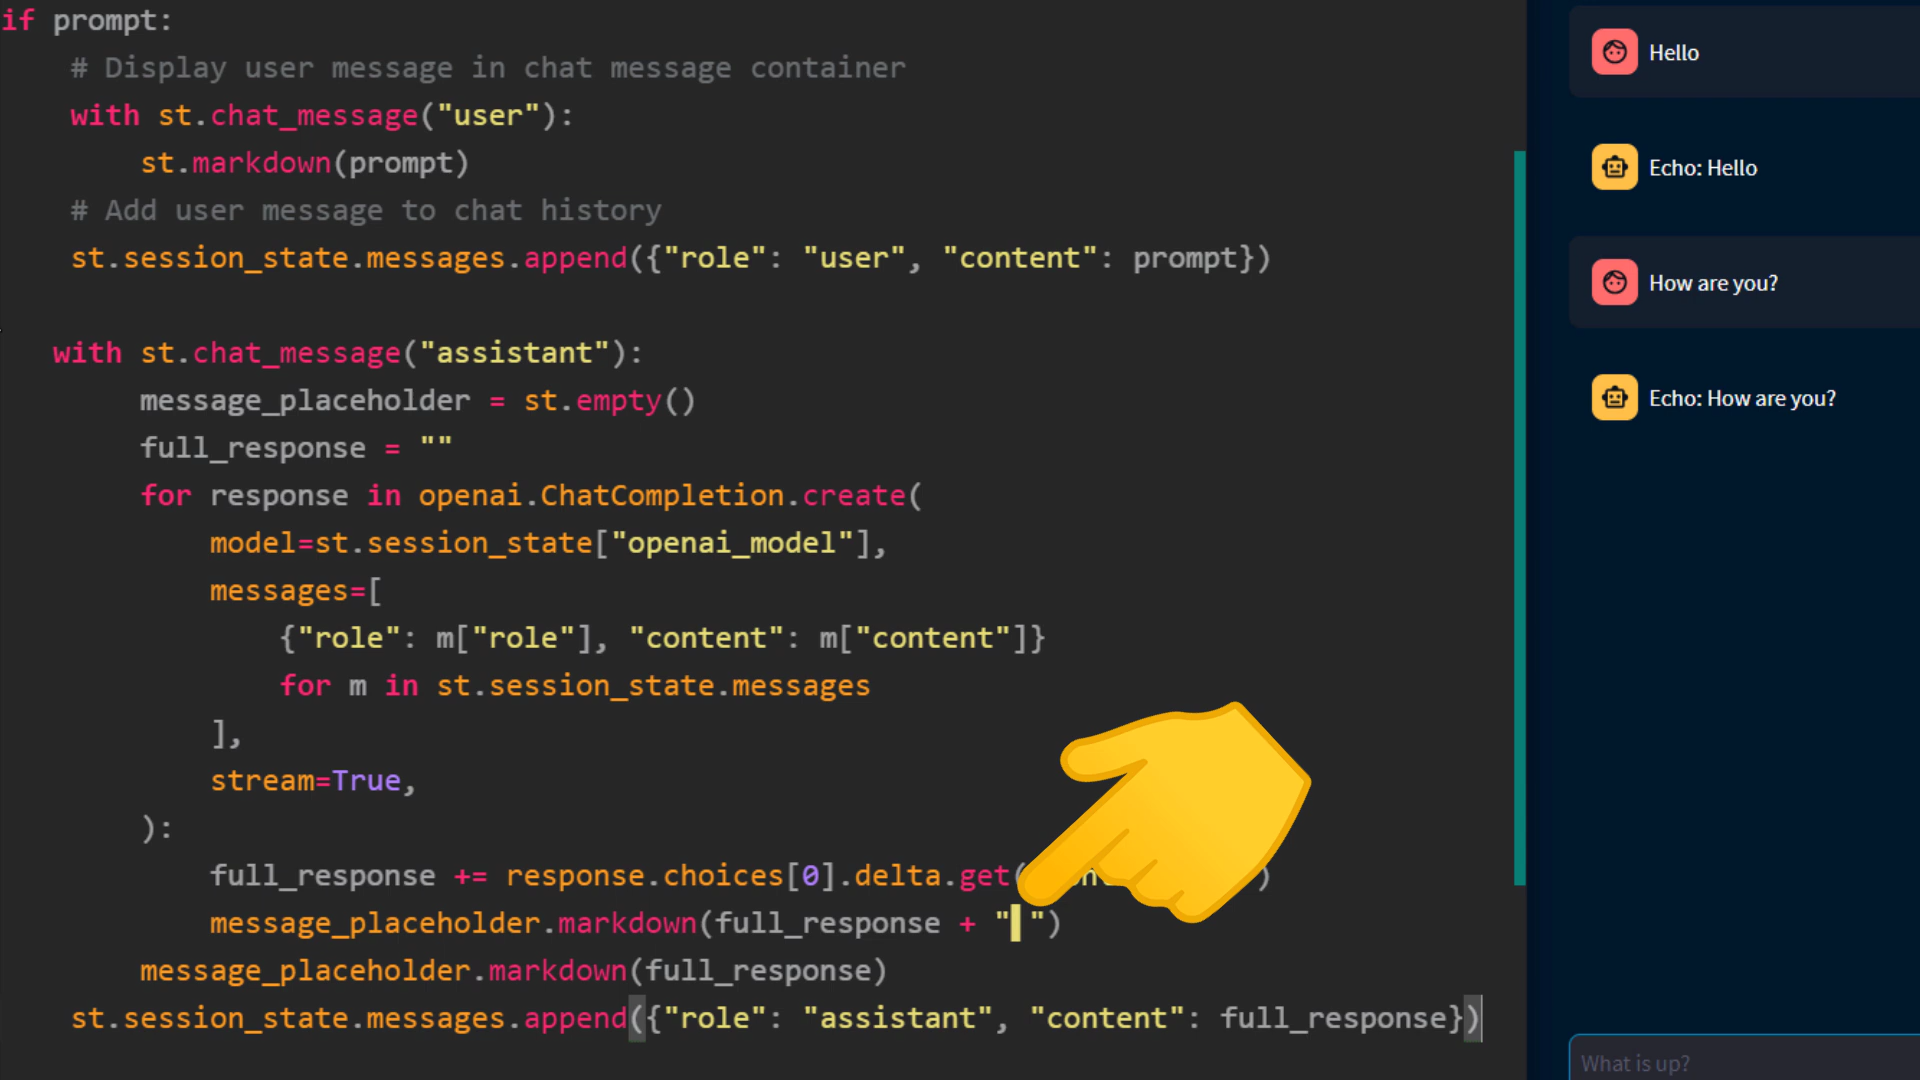 if prompt:
# Display user message in chat message container
with st.chat_message("user"):
st.markdown(prompt)
# Add user message to chat history
st.session_state.messages.append({"role": "user", "content": prompt})
with st.chat_message("assistant"):
message_placeholder = st.empty()
full_response = ""
for response in openai.ChatCompletion.create(
model=st.session_state["openai_model"],
messages=[
{"role": m["role"], "content": m["content"]}
for m in st.session_state.messages
],
stream=True,
):
full_response += response.choices[0].delta.get( )
message_placeholder.markdown(full_response + "▌")
message_placeholder.markdown(full_response)
st.session_state.messages.append({"role": "assistant", "content": full_response})
Hello
Echo: Hello
How are you?
Echo: How are you?
What is up?